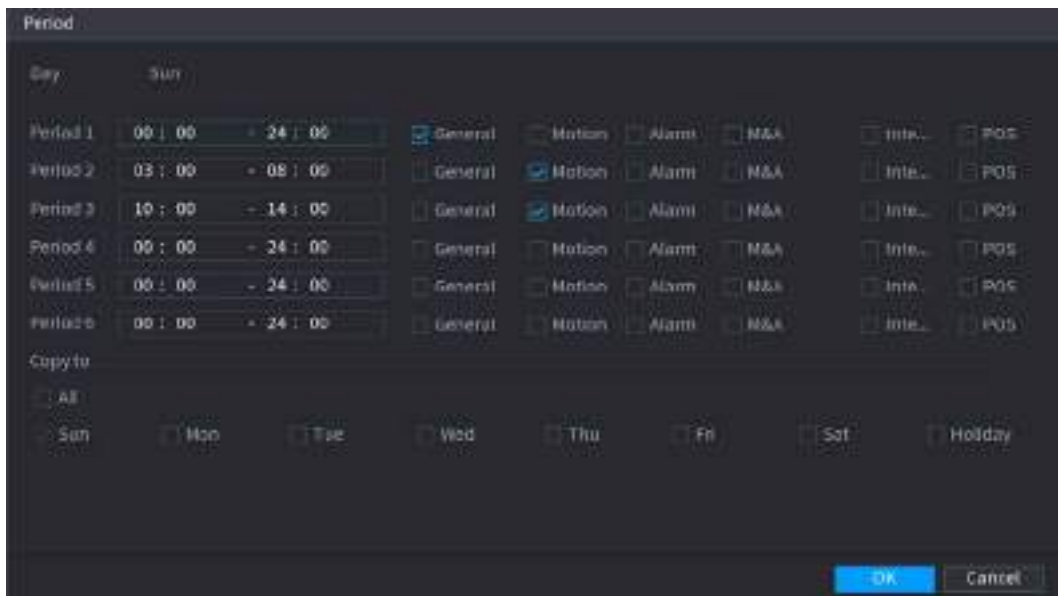 Period
Day Sun
Period 1 00 : 00 - 24 : 00 General Motion Alarm M&A Inte... POS
Period 2 03 : 00 - 08 : 00 General Motion Alarm M&A Inte... POS
Period 3 10 : 00 - 14 : 00 General Motion Alarm M&A Inte... POS
Period 4 00 : 00 - 24 : 00 General Motion Alarm M&A Inte... POS
Period 5 00 : 00 - 24 : 00 General Motion Alarm M&A Inte... POS
Period 6 00 : 00 - 24 : 00 General Motion Alarm M&A Inte... POS
Copy to
All
Sun Mon Tue Wed Thu Fri Sat Holiday
OK Cancel